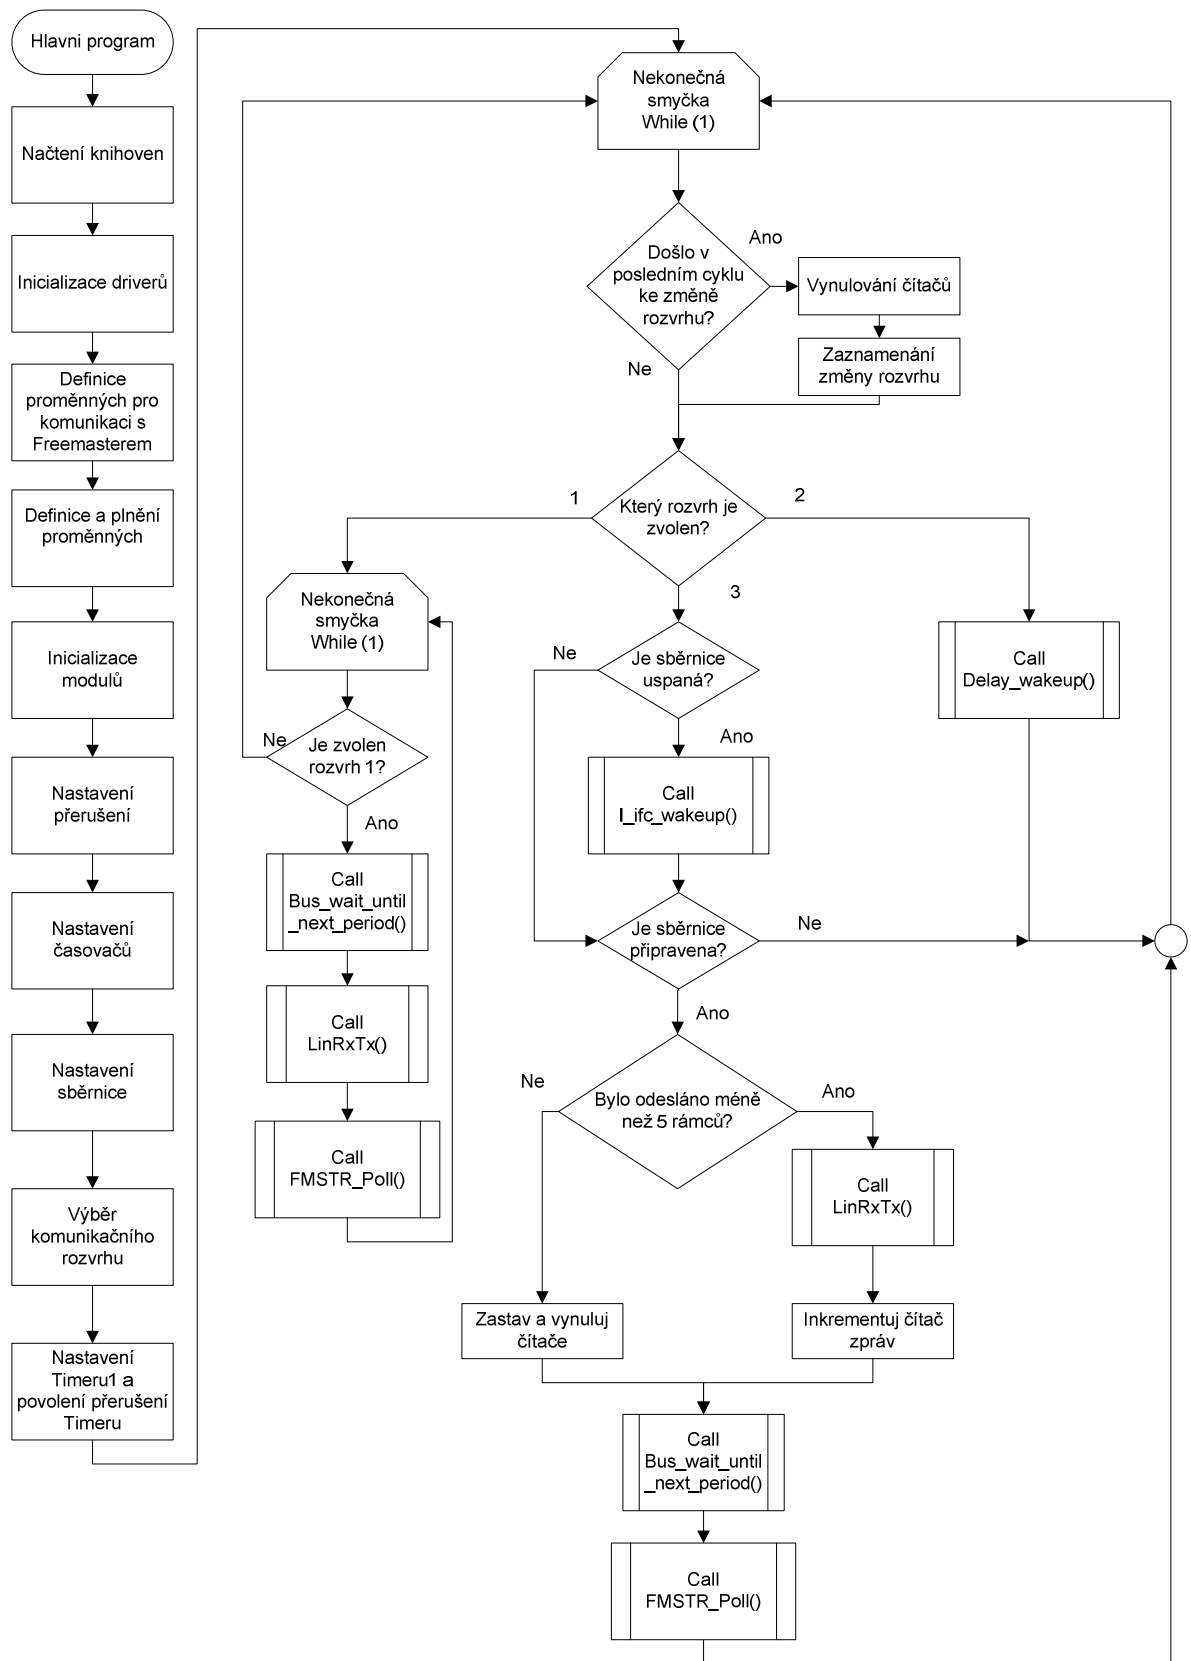 Hlavni program
Načtení knihoven
Inicializace driverů
Definice
proměnných pro
komunikaci s
Freemasterem
Definice a plnění
proměnných
Inicializace
modulů
Nastavení
přerušení
Nastavení
časovačů
Nastavení
sběrnice
Výběr
komunikačního
rozvrhu
Nastavení
Timeru1 a
povolení přerušení
Timeru
Nekonečná
smyčka
While (1)
Došlo v
posledním cyklu
ke změně
rozvrhu?
Ano
Vynulování čítačů
Zaznamenání
změny rozvrhu
Ne
Který rozvrh je
zvolen?
1
2
3
Nekonečná
smyčka
While (1)
Je zvolen
rozvrh 1?
Ne
Ano
Call
Bus_wait_until
_next_period()
Call
LinRxTx()
Call
FMSTR_Poll()
Je sběrnice
uspaná?
Ne
Ano
Call
l_ifc_wakeup()
Call
Delay_wakeup()
Je sběrnice
připravena?
Ne
Ano
Bylo odesláno méně
než 5 rámců?
Ne
Ano
Call
LinRxTx()
Zastav a vynuluj
čítače
Inkrementuj čítač
zpráv
Call
Bus_wait_until
_next_period()
Call
FMSTR_Poll()